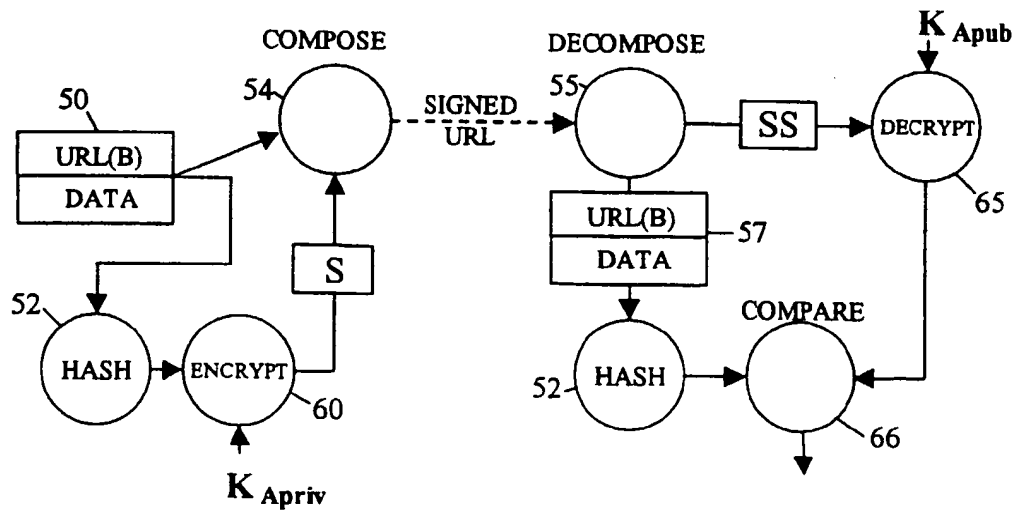 COMPOSE
54
50
URL(B)
DATA
SIGNED
URL
S
52
HASH
ENCRYPT
60
K Apriv
DECOMPOSE
55
SS
K Apub
DECRYPT
65
URL(B)
DATA
57
COMPARE
52
HASH
66